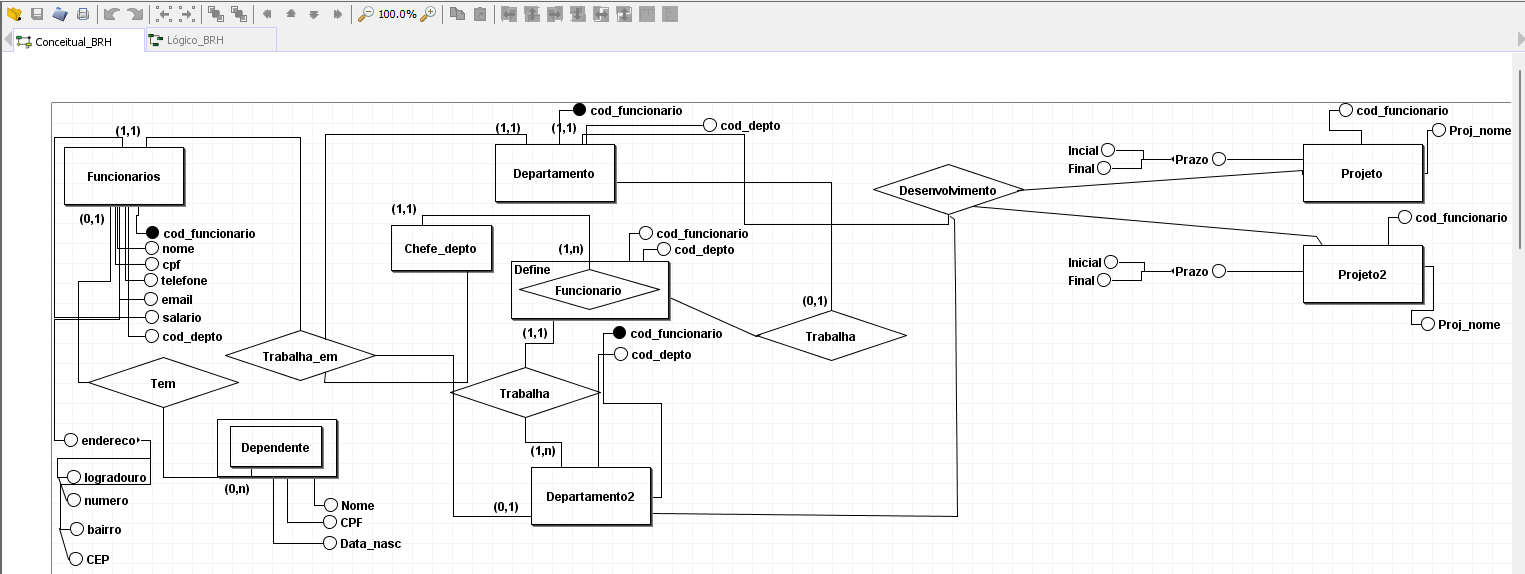 100.0%
Conceitual_BRH
Lógico_BRH
(1,1)
Funcionarios
(0,1)
cod_funcionario
nome
cpf
telefone
email
salario
cod_depto
Tem
endereco
logradouro
numero
bairro
CEP
Trabalha_em
Dependente
(0,n)
Nome
CPF
Data_nasc
cod_funcionario
cod_depto
(1,1)
(1,1)
Departamento
(1,1)
Chefe_depto
(1,n)
cod_funcionario
cod_depto
Define
Funcionario
(1,1)
cod_funcionario
cod_depto
Trabalha
(1,n)
Departamento2
(0,1)
(0,1)
Trabalha
Desenvolvimento
cod_funcionario
Proj_nome
Incial
Final
Prazo
Projeto
cod_funcionario
Inicial
Final
Prazo
Projeto2
Proj_nome